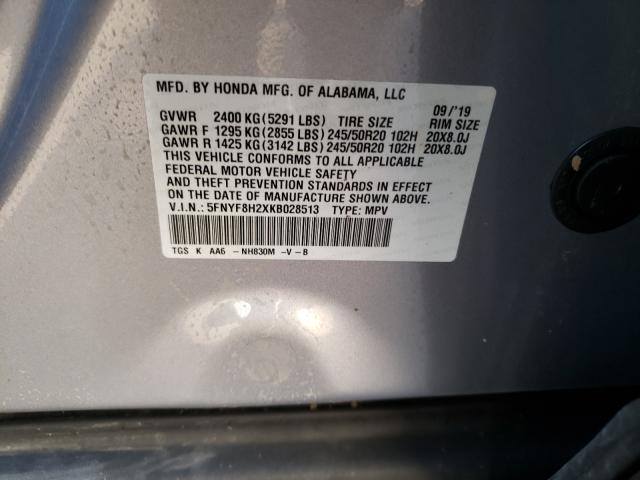 MFD. BY HONDA MFG. OF ALABAMA, LLC
09/'19
GVWR 2400 KG(5291 LBS) TIRE SIZE RIM SIZE
GAWR F 1295 KG(2855 LBS) 245/50R20 102H 20X8.0J
GAWR R 1425 KG(3142 LBS) 245/50R20 102H 20X8.0J
THIS VEHICLE CONFORMS TO ALL APPLICABLE
FEDERAL MOTOR VEHICLE SAFETY
AND THEFT PREVENTION STANDARDS IN EFFECT
ON THE DATE OF MANUFACTURE SHOWN ABOVE.
V.I.N.: 5FNYF8H2XKB028513 TYPE: MPV
TGS K AA6 -NH830M -V-B